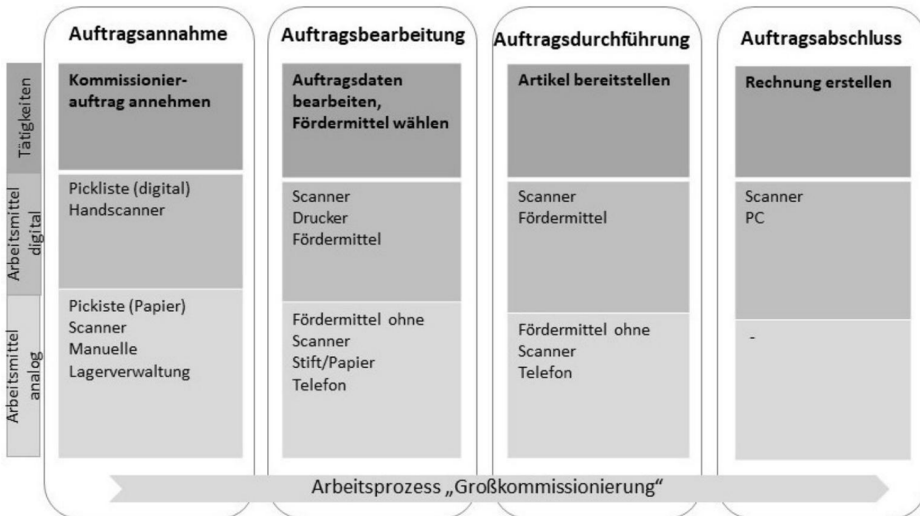 Auftragsannahme
Kommissionier-
auftrag annehmen
Pickliste (digital)
Handscanner
Pickiste (Papier)
Scanner
Manuelle
Lagerverwaltung
Auftragsbearbeitung
Auftragsdaten
bearbeiten,
Fördermittel wählen
Scanner
Drucker
Fördermittel
Fördermittel ohne
Scanner
Stift/Papier
Telefon
Auftragsdurchführung
Artikel bereitstellen
Scanner
Fördermittel
Fördermittel ohne
Scanner
Telefon
Auftragsabschluss
Rechnung erstellen
Scanner
PC
-
Tätigkeiten
Arbeitsmittel
digital
Arbeitsmittel
analog
Arbeitsprozess „Großkommissionierung“